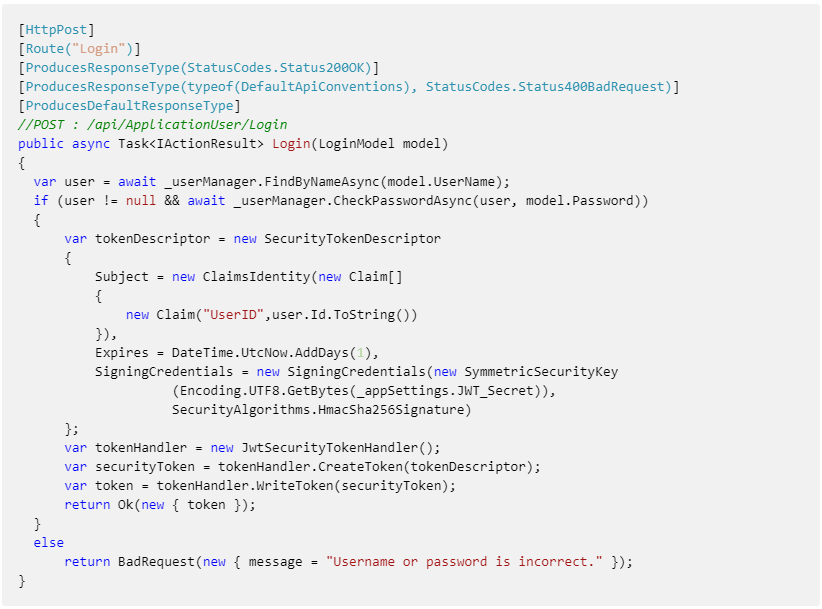 [HttpPost]
[Route("Login")]
[ProducesResponseType(StatusCodes.Status200OK)]
[ProducesResponseType(typeof(DefaultApiConventions), StatusCodes.Status400BadRequest)]
[ProducesDefaultResponseType]
//POST : /api/ApplicationUser/Login
public async Task<IActionResult> Login(LoginModel model)
{
  var user = await _userManager.FindByNameAsync(model.UserName);
  if (user != null && await _userManager.CheckPasswordAsync(user, model.Password))
  {
      var tokenDescriptor = new SecurityTokenDescriptor
      {
          Subject = new ClaimsIdentity(new Claim[]
          {
              new Claim("UserID",user.Id.ToString())
          }),
          Expires = DateTime.UtcNow.AddDays(1),
          SigningCredentials = new SigningCredentials(new SymmetricSecurityKey
                    (Encoding.UTF8.GetBytes(_appSettings.JWT_Secret)),
                    SecurityAlgorithms.HmacSha256Signature)
      };
      var tokenHandler = new JwtSecurityTokenHandler();
      var securityToken = tokenHandler.CreateToken(tokenDescriptor);
      var token = tokenHandler.WriteToken(securityToken);
      return Ok(new { token });
  }
  else
      return BadRequest(new { message = "Username or password is incorrect." });
}